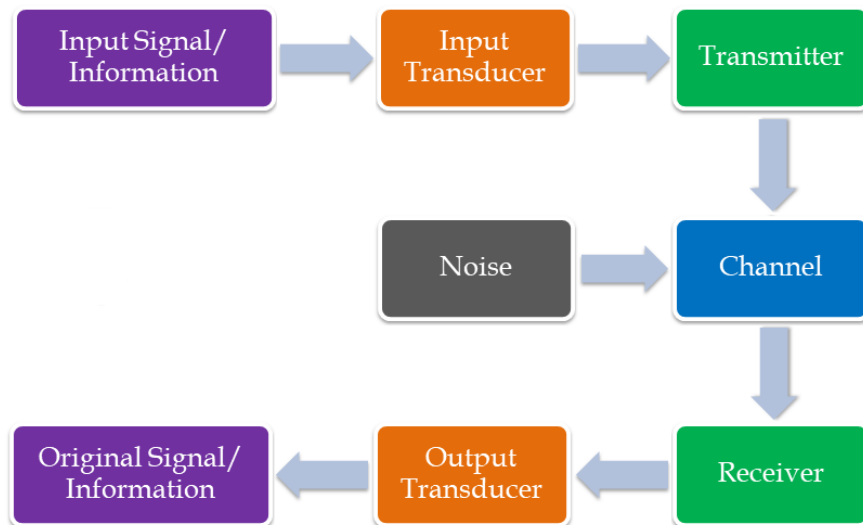 Input Signal/
Information
Input
Transducer
Transmitter
Noise
Channel
Original Signal/
Information
Output
Transducer
Receiver